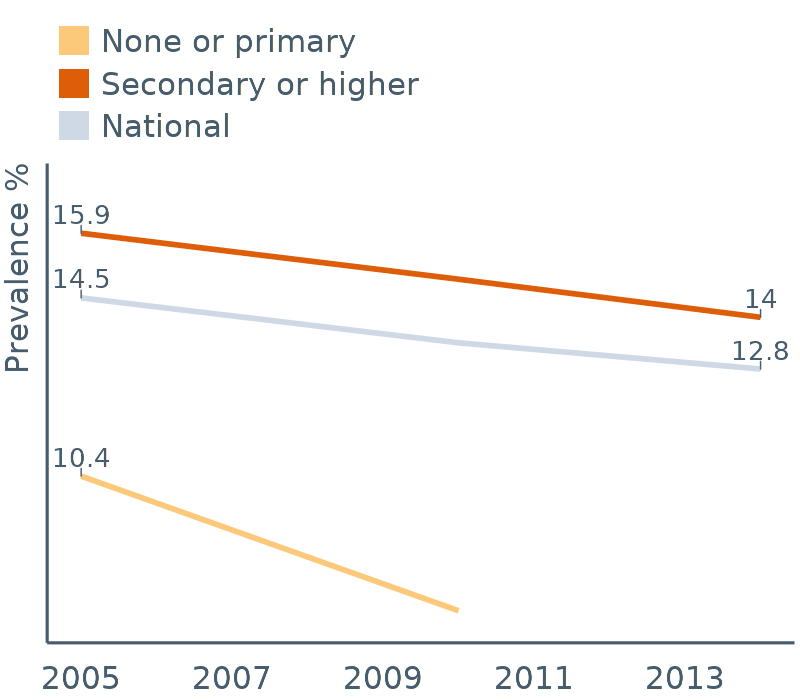 None or primary
Secondary or higher
National
Prevalence %
15.9
14.5
14
12.8
10.4
2005 2007 2009 2011 2013